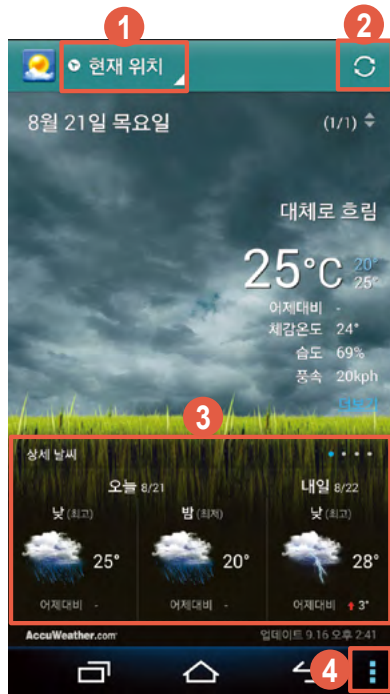 1
2
현재 위치
8월 21일 목요일
(1/1)
대체로 흐림
25°C
20°
25°
어제대비 -
체감온도 24°
습도 69%
풍속 20kph
더보기
3
상세 날씨
오늘 8/21
내일 8/22
낮 (최고)
밤 (최저)
낮 (최고)
25°
20°
28°
어제대비 -
어제대비 -
어제대비 3°
AccuWeather.com
업데이트 9.16 오후 2:41
4